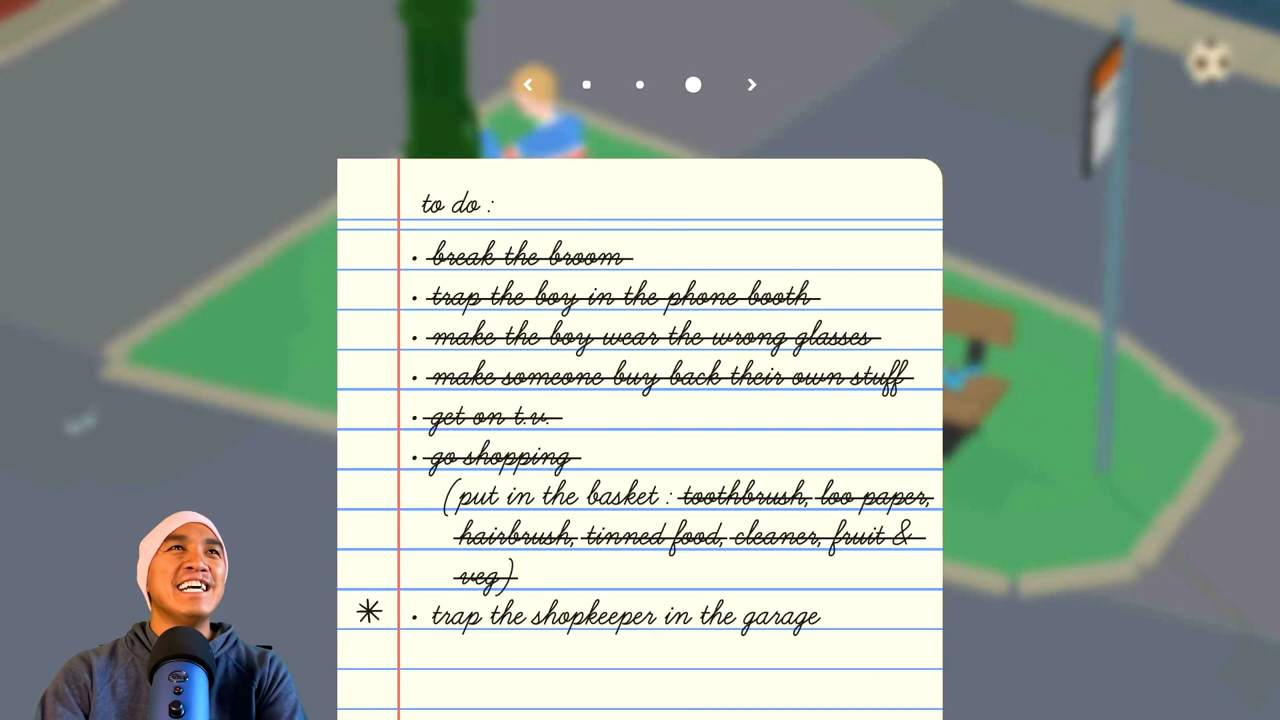 to do :
• break the broom
• trap the boy in the phone booth
• make the boy wear the wrong glasses
• make someone buy back their own stuff
• get on t.v.
• go shopping
(put in the basket : toothbrush, loo paper,
hairbrush, tinned food, cleaner, fruit &
veg)
* • trap the shopkeeper in the garage